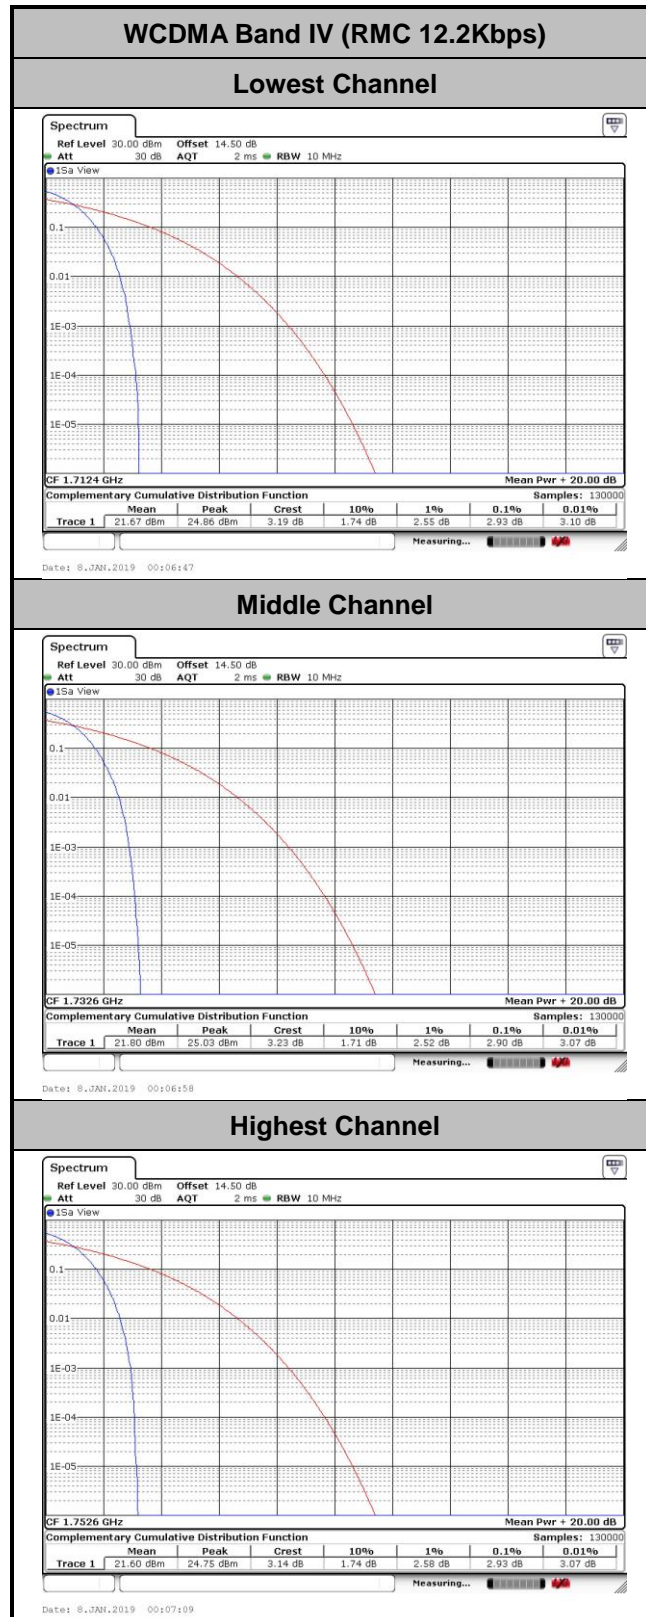 WCDMA Band IV (RMC 12.2Kbps)
Lowest Channel
Spectrum
Ref Level 30.00 dBm Offset 14.50 dB
Att 30 dB AQT 2 ms RBW 10 MHz
1Sa View
0.1
0.01
1E-03
1E-04
1E-05
CF 1.7124 GHz Mean Pwr + 20.00 dB
Complementary Cumulative Distribution Function Samples: 130000
Mean Peak Crest 10% 1% 0.1% 0.01%
Trace 1 21.67 dBm 24.86 dBm 3.19 dB 1.74 dB 2.55 dB 2.93 dB 3.10 dB
Measuring...
Date: 8.JAN.2019 00:06:47
Middle Channel
Spectrum
Ref Level 30.00 dBm Offset 14.50 dB
Att 30 dB AQT 2 ms RBW 10 MHz
1Sa View
0.1
0.01
1E-03
1E-04
1E-05
CF 1.7326 GHz Mean Pwr + 20.00 dB
Complementary Cumulative Distribution Function Samples: 130000
Mean Peak Crest 10% 1% 0.1% 0.01%
Trace 1 21.80 dBm 25.03 dBm 3.23 dB 1.71 dB 2.52 dB 2.90 dB 3.07 dB
Measuring...
Date: 8.JAN.2019 00:06:58
Highest Channel
Spectrum
Ref Level 30.00 dBm Offset 14.50 dB
Att 30 dB AQT 2 ms RBW 10 MHz
1Sa View
0.1
0.01
1E-03
1E-04
1E-05
CF 1.7526 GHz Mean Pwr + 20.00 dB
Complementary Cumulative Distribution Function Samples: 130000
Mean Peak Crest 10% 1% 0.1% 0.01%
Trace 1 21.60 dBm 24.75 dBm 3.14 dB 1.74 dB 2.58 dB 2.93 dB 3.07 dB
Measuring...
Date: 8.JAN.2019 00:07:09